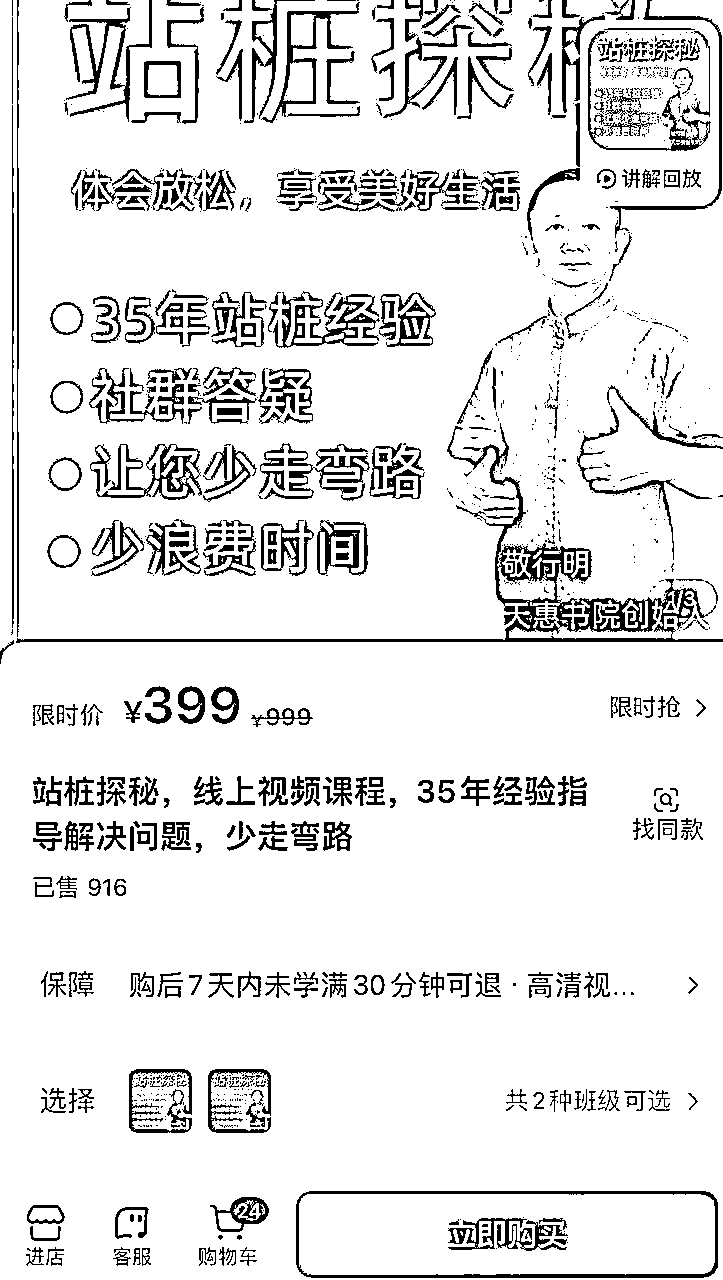 站桩探秘
站桩探秘
讲解回放
体会放松，享受美好生活
35年站桩经验
社群答疑
让您少走弯路
少浪费时间
敬行明
天惠书院创始人
1/3
限时价 ¥399 ¥999
限时抢
站桩探秘，线上视频课程，35年经验指
导解决问题，少走弯路
找同款
已售 916
保障 购后7天内未学满30分钟可退 · 高清视...
选择 共2种班级可选
24
进店 客服 购物车 立即购买